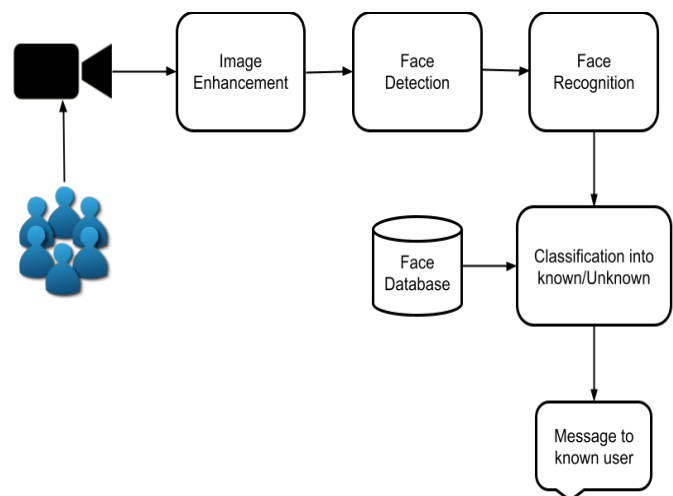 Image
Enhancement
Face
Detection
Face
Recognition
Face
Database
Classification into
known/Unknown
Message to
known user